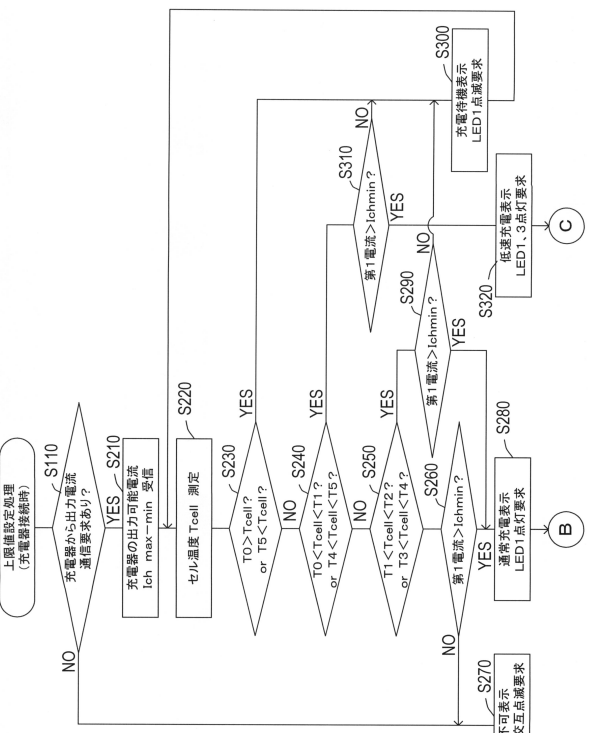 上限値設定処理
(充電器接続時)
S110
充電器から出力電流
通信要求あり?
NO
YES
S210
充電器の出力可能電流
Ich max-min 受信
S220
セル温度 Tcell 測定
S230
T0>Tcell?
or T5<Tcell?
YES
NO
S240
T0<Tcell<T1?
or T4<Tcell<T5?
YES
NO
S250
T1<Tcell<T2?
or T3<Tcell<T4?
YES
S260
第1電流>Ichmin?
NO
YES
S270
不可表示
交互点滅要求
S280
通常充電表示
LED1点灯要求
B
S290
第1電流>Ichmin?
NO
YES
S310
第1電流>Ichmin?
NO
YES
S300
充電待機表示
LED1点滅要求
S320
低速充電表示
LED1、3点灯要求
C